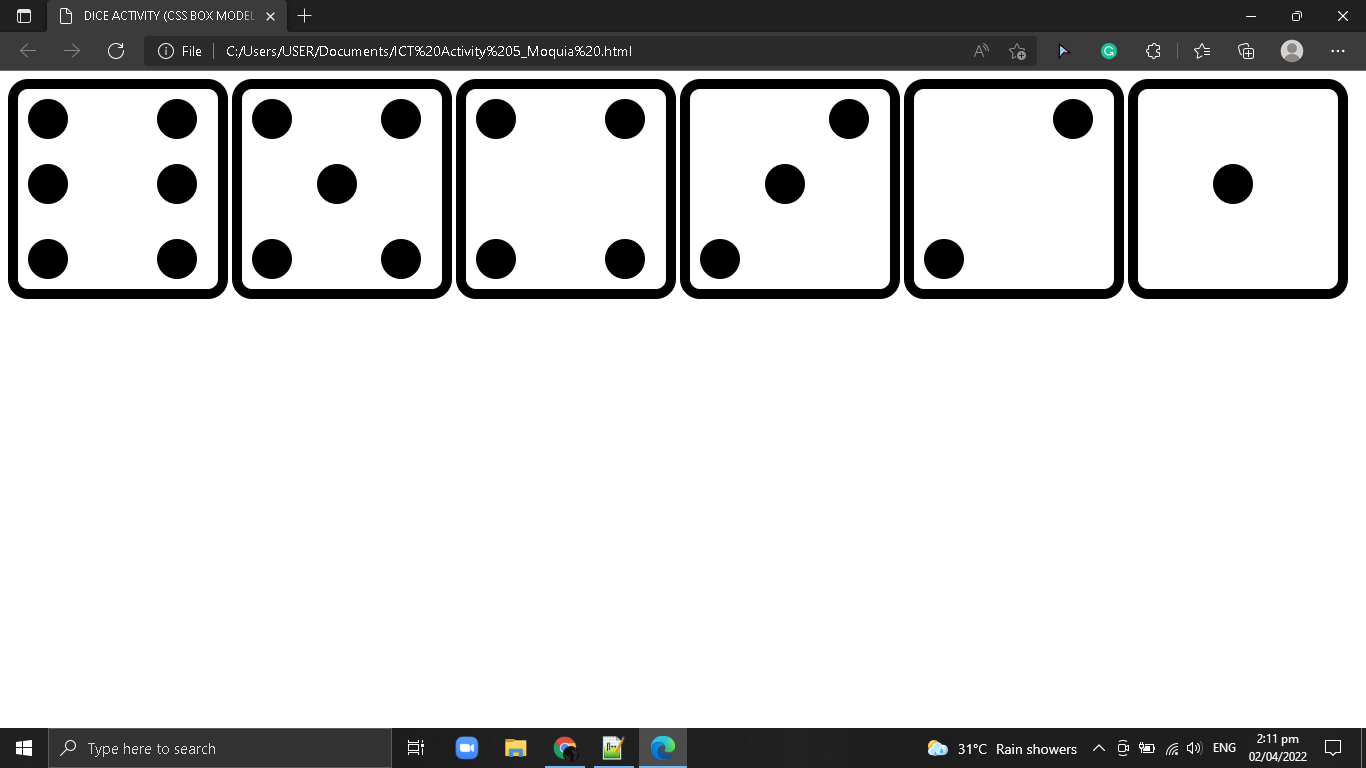 DICE ACTIVITY (CSS BOX MODEL
File
C:/Users/USER/Documents/ICT%20Activity%205_Moquia%20.html
Type here to search
31°C Rain showers
ENG
2:11 pm
02/04/2022